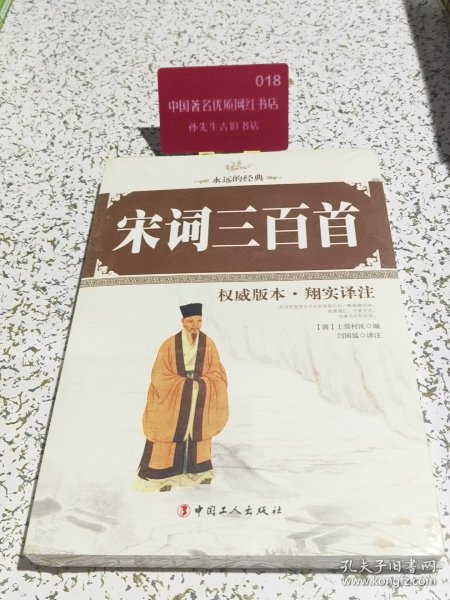 018
中国著名优质网红书店
孙先生古旧书店
永远的经典
宋词三百首
权威版本·翔实译注
【清】上彊村民◎编
闫国猛◎译注
中国工人出版社
孔夫子旧书网
www.kongfz.com